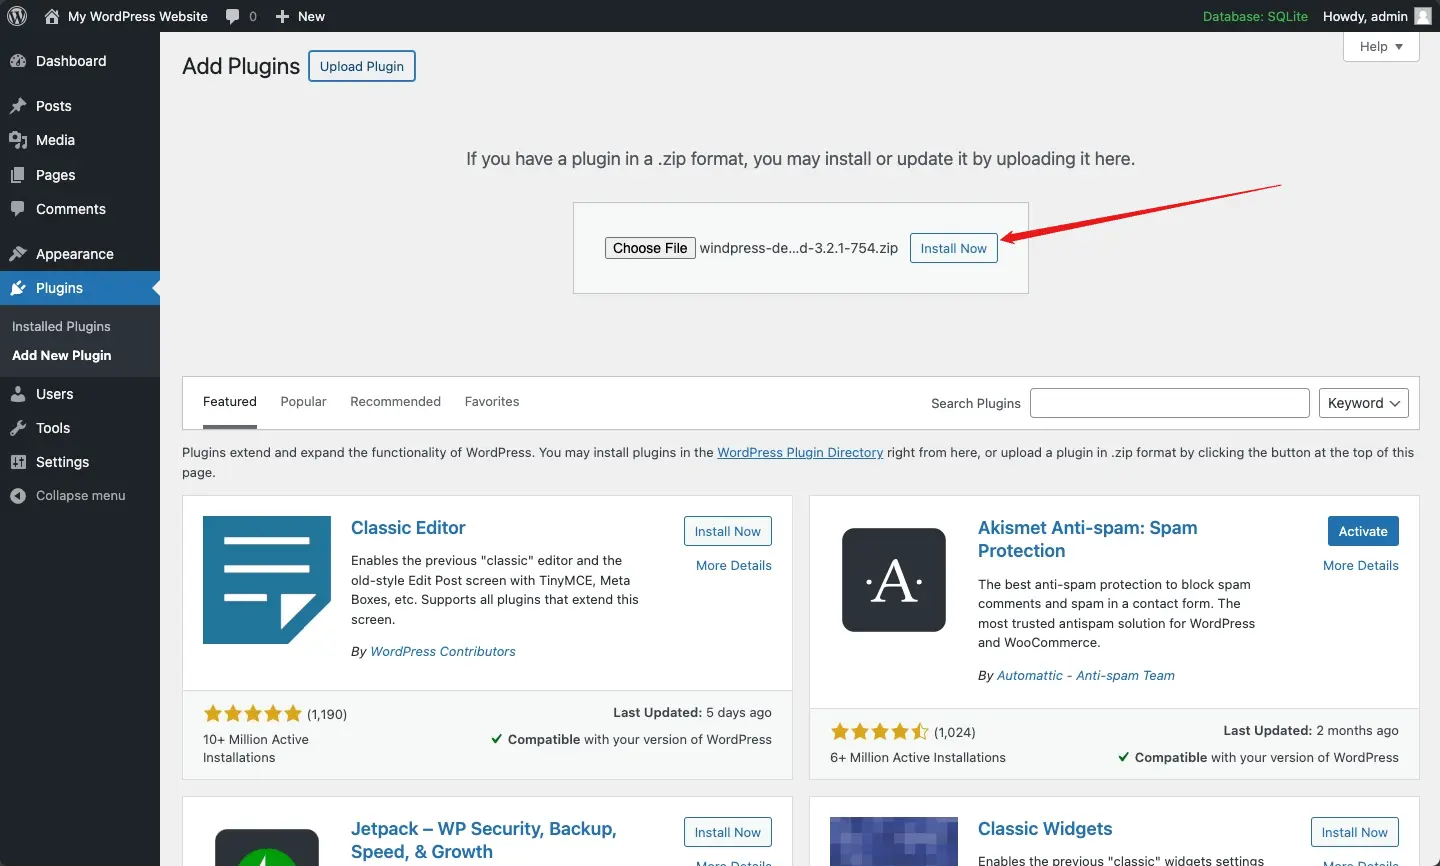 My WordPress Website
0
New
Database: SQLite
Howdy, admin
Dashboard
Posts
Media
Pages
Comments
Appearance
Plugins
Installed Plugins
Add New Plugin
Users
Tools
Settings
Collapse menu
Help
Add Plugins
Upload Plugin
If you have a plugin in a .zip format, you may install or update it by uploading it here.
Choose File windpress-de...d-3.2.1-754.zip
Install Now
Featured
Popular
Recommended
Favorites
Search Plugins
Keyword
Plugins extend and expand the functionality of WordPress. You may install plugins in the WordPress Plugin Directory right from here, or upload a plugin in .zip format by clicking the button at the top of this
page.
Classic Editor
Install Now
More Details
Enables the previous "classic" editor and the
old-style Edit Post screen with TinyMCE, Meta
Boxes, etc. Supports all plugins that extend this
screen.
By WordPress Contributors
(1,190)
10+ Million Active
Installations
Last Updated: 5 days ago
Compatible with your version of WordPress
·A·
Akismet Anti-spam: Spam
Protection
Activate
More Details
The best anti-spam protection to block spam
comments and spam in a contact form. The
most trusted antispam solution for WordPress
and WooCommerce.
By Automattic - Anti-spam Team
(1,024)
6+ Million Active Installations
Last Updated: 2 months ago
Compatible with your version of WordPress
Jetpack – WP Security, Backup,
Speed, & Growth
Install Now
More Details
Classic Widgets
Install Now
More Details
Enables the previous "classic" widgets settings